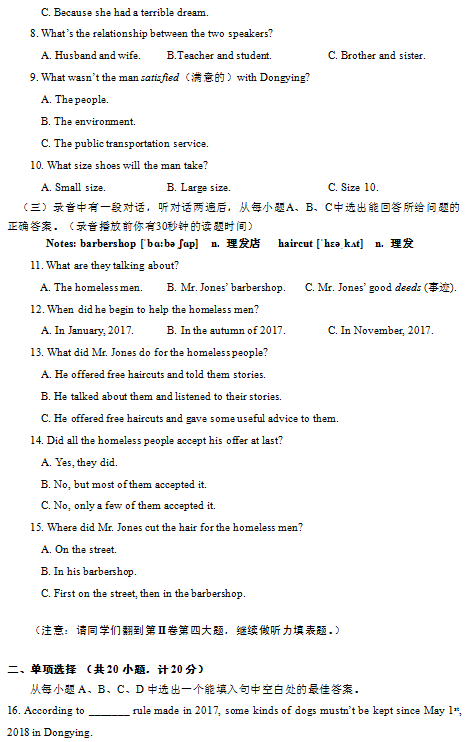 C. Because she had a terrible dream.
8. What's the relationship between the two speakers?
A. Husband and wife. B.Teacher and student. C. Brother and sister.
9. What wasn't the man satisfied（满意的）with Dongying?
A. The people.
B. The environment.
C. The public transportation service.
10. What size shoes will the man take?
A. Small size. B. Large size. C. Size 10.
（三）录音中有一段对话，听对话两遍后，从每小题A、B、C中选出能回答所给问题的
正确答案。（录音播放前你有30秒钟的读题时间）
Notes: barbershop [ˈbɑ:bəˌʃɑp] n. 理发店 haircut [ˈhɛəˌkʌt] n. 理发
11. What are they talking about?
A. The homeless men. B. Mr. Jones' barbershop. C. Mr. Jones' good deeds (事迹).
12. When did he begin to help the homeless men?
A. In January, 2017. B. In the autumn of 2017. C. In November, 2017.
13. What did Mr. Jones do for the homeless people?
A. He offered free haircuts and told them stories.
B. He talked about them and listened to their stories.
C. He offered free haircuts and gave some useful advice to them.
14. Did all the homeless people accept his offer at last?
A. Yes, they did.
B. No, but most of them accepted it.
C. No, only a few of them accepted it.
15. Where did Mr. Jones cut the hair for the homeless men?
A. On the street.
B. In his barbershop.
C. First on the street, then in the barbershop.
（注意：请同学们翻到第Ⅱ卷第四大题，继续做听力填表题。）
二、单项选择 （共20小题，计20分）
从每小题A、B、C、D中选出一个能填入句中空白处的最佳答案。
16. According to _______ rule made in 2017, some kinds of dogs mustn't be kept since May 1st,
2018 in Dongying.